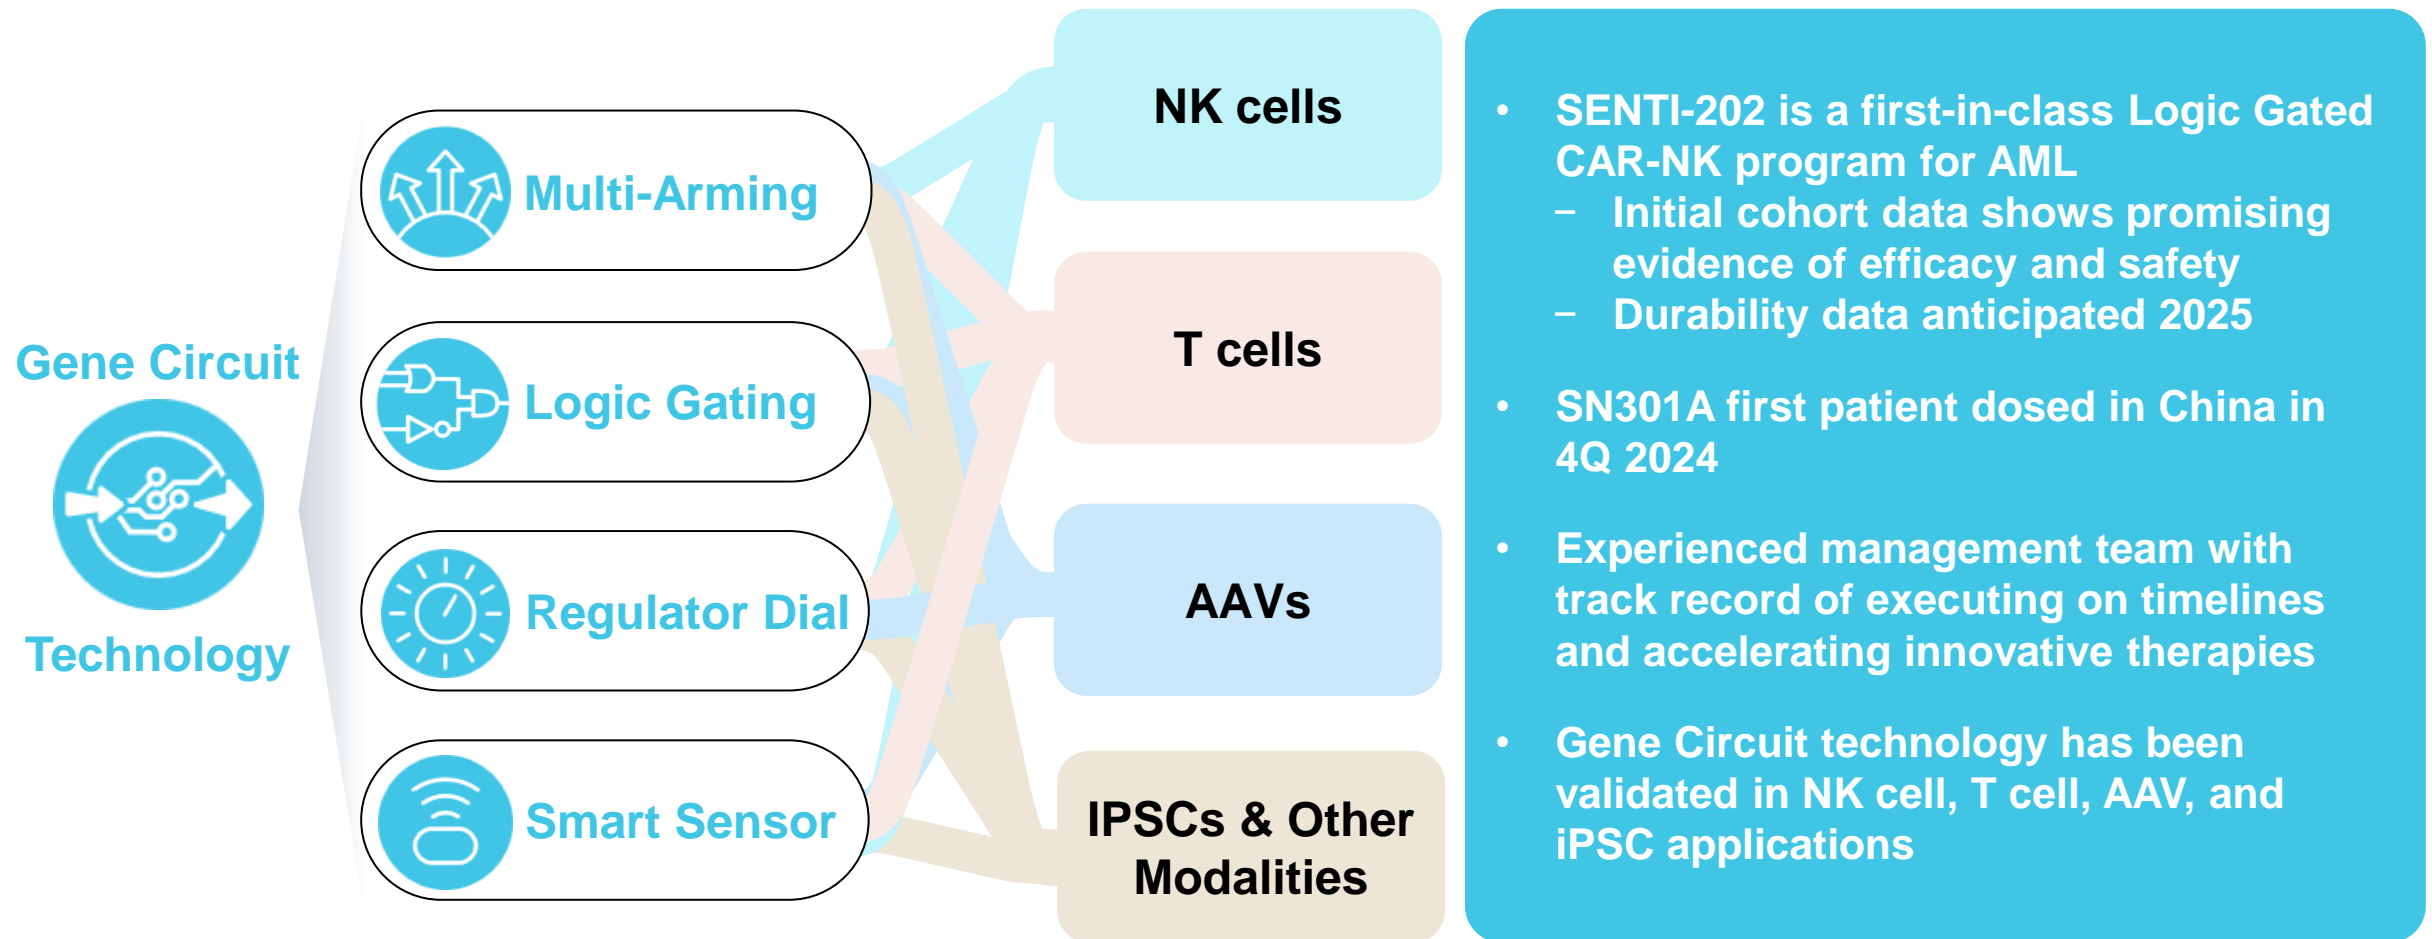 Gene Circuit
Technology
Multi-Arming
Logic Gating
Regulator Dial
Smart Sensor
NK cells
T cells
AAVs
IPSCs & Other
Modalities
• SENTI-202 is a first-in-class Logic Gated
CAR-NK program for AML
– Initial cohort data shows promising
evidence of efficacy and safety
– Durability data anticipated 2025
• SN301A first patient dosed in China in
4Q 2024
• Experienced management team with
track record of executing on timelines
and accelerating innovative therapies
• Gene Circuit technology has been
validated in NK cell, T cell, AAV, and
iPSC applications